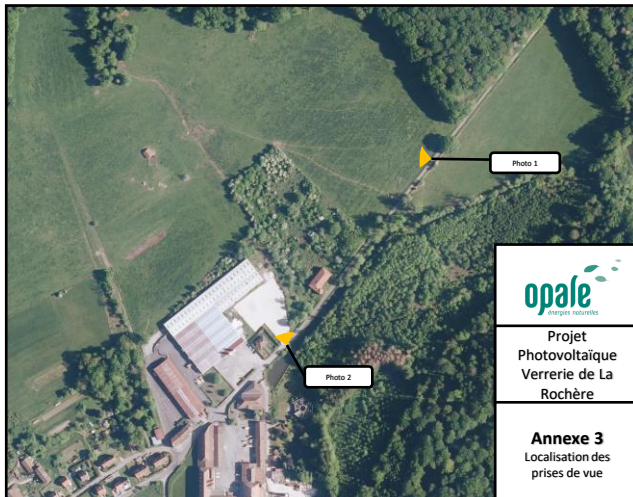 Photo 1
Photo 2
opale
énergies naturelles
Projet
Photovoltaïque
Verrerie de La
Rochère
Annexe 3
Localisation des
prises de vue